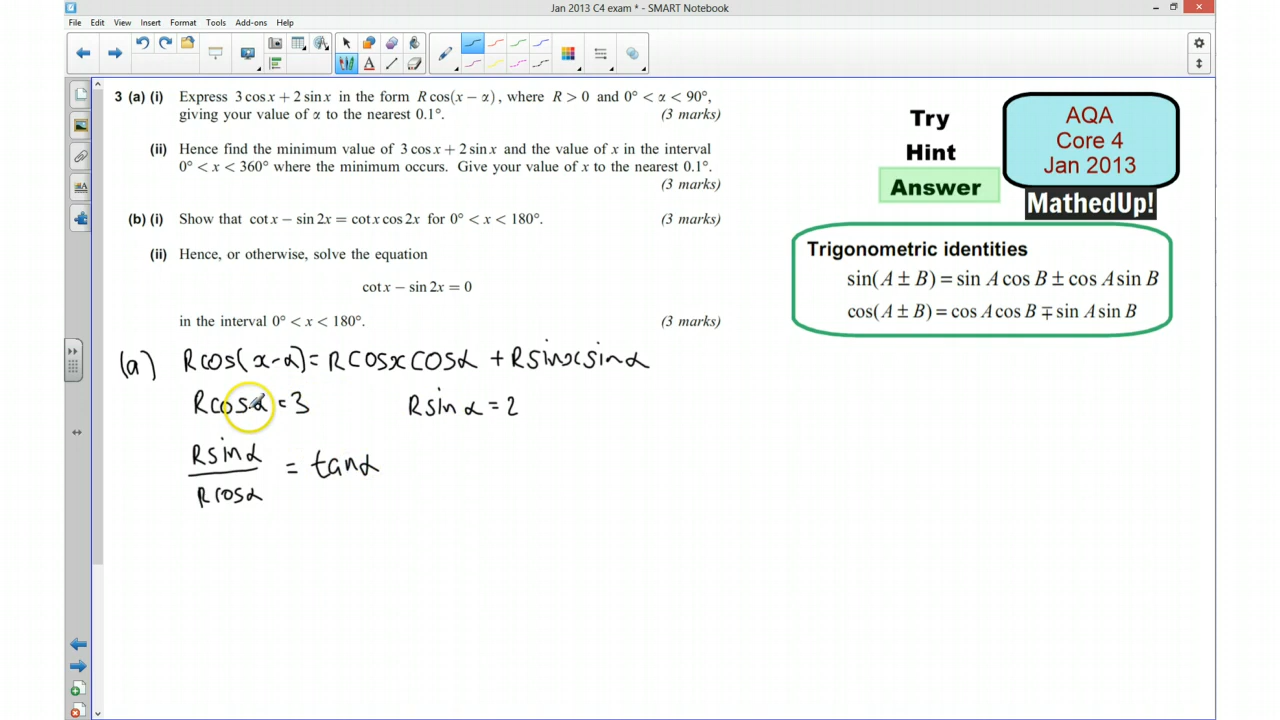 Jan 2013 C4 exam * - SMART Notebook
File Edit View Insert Format Tools Add-ons Help
3 (a) (i) Express 3 cos x + 2 sin x in the form R cos(x − α), where R > 0 and 0° < α < 90°,
giving your value of α to the nearest 0.1°. (3 marks)
(ii) Hence find the minimum value of 3 cos x + 2 sin x and the value of x in the interval
0° < x < 360° where the minimum occurs. Give your value of x to the nearest 0.1°.
(3 marks)
(b) (i) Show that cot x − sin 2x = cot x cos 2x for 0° < x < 180°. (3 marks)
(ii) Hence, or otherwise, solve the equation
cot x − sin 2x = 0
in the interval 0° < x < 180°. (3 marks)
Try
Hint
Answer
AQA
Core 4
Jan 2013
MathedUp!
Trigonometric identities
sin(A ± B) = sin A cos B ± cos A sin B
cos(A ± B) = cos A cos B ∓ sin A sin B
(a) Rcos(x-α) = Rcosxcosα + Rsinxsinα
Rcosα = 3 Rsinα = 2
Rsinα
= tanα
Rcosα